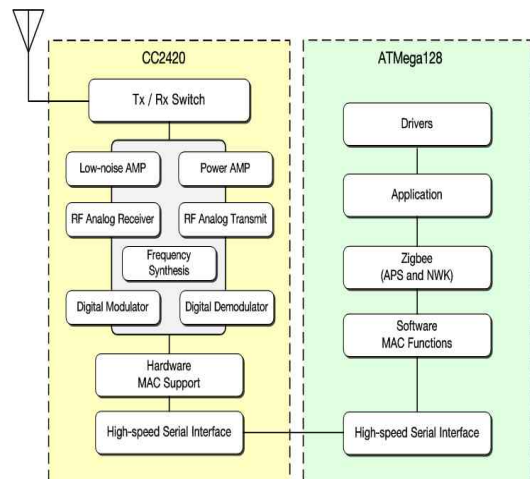 CC2420
Tx / Rx Switch
Low-noise AMP
Power AMP
RF Analog Receiver
RF Analog Transmit
Frequency
Synthesis
Digital Modulator
Digital Demodulator
Hardware
MAC Support
High-speed Serial Interface
ATMega128
Drivers
Application
Zigbee
(APS and NWK)
Software
MAC Functions
High-speed Serial Interface